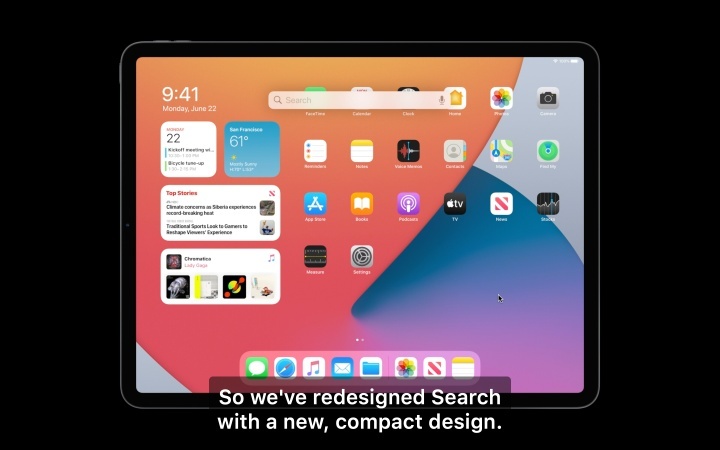 9:41
Monday, June 22
Search
FaceTime
Calendar
Clock
Home
Photos
Camera
MONDAY
22
Kickoff meeting wi...
Bicycle tune-up
San Francisco
61°
Mostly Sunny
Reminders
Notes
Voice Memos
Contacts
Maps
Find My
Top Stories
Climate concerns as Siberia experiences
record-breaking heat
Traditional Sports Look to Gamers to
Reshape Viewers' Experience
App Store
Books
Podcasts
tv
TV
News
Stocks
Chromatica
Lady Gaga
Measure
Settings
So we've redesigned Search
with a new, compact design.